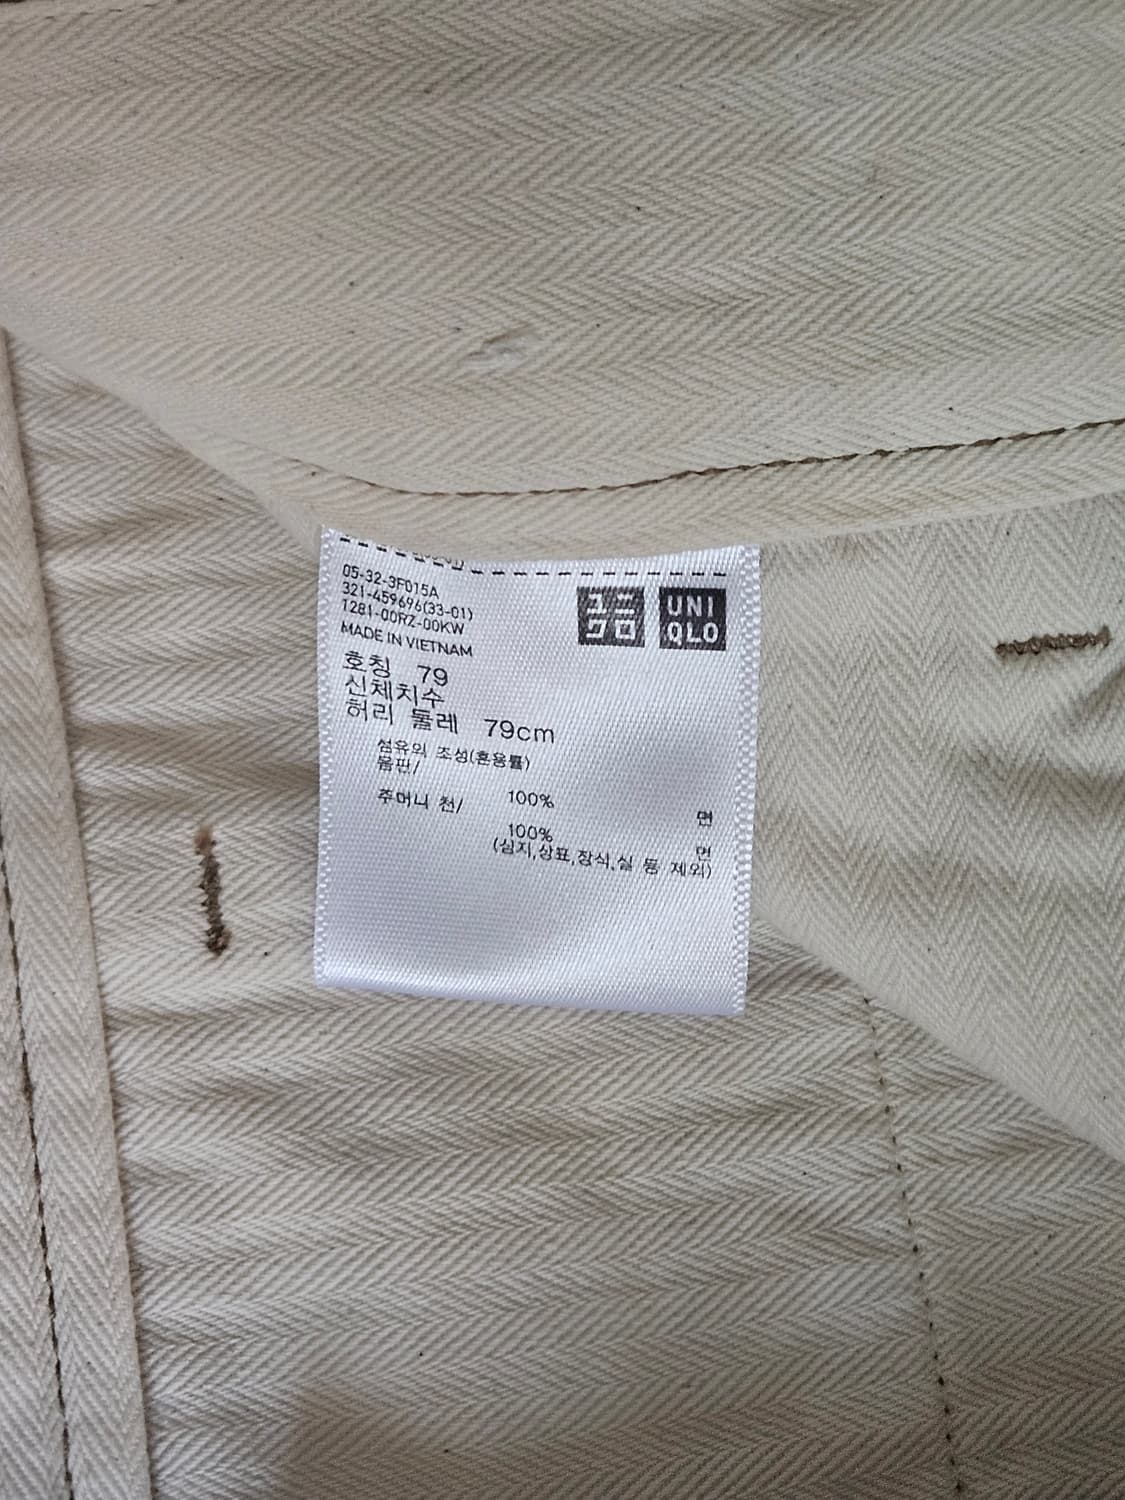 05-32-3F015A
321-459696(33-01)
1281-00RZ-00KW
MADE IN VIETNAM
ユニ
クロ
UNI
QLO
호칭 79
신체치수
허리 둘레 79cm
섬유의 조성(혼용률)
몸판/
100% 면
주머니 천/
100% 면
(심지,상표,장식,실 등 제외)